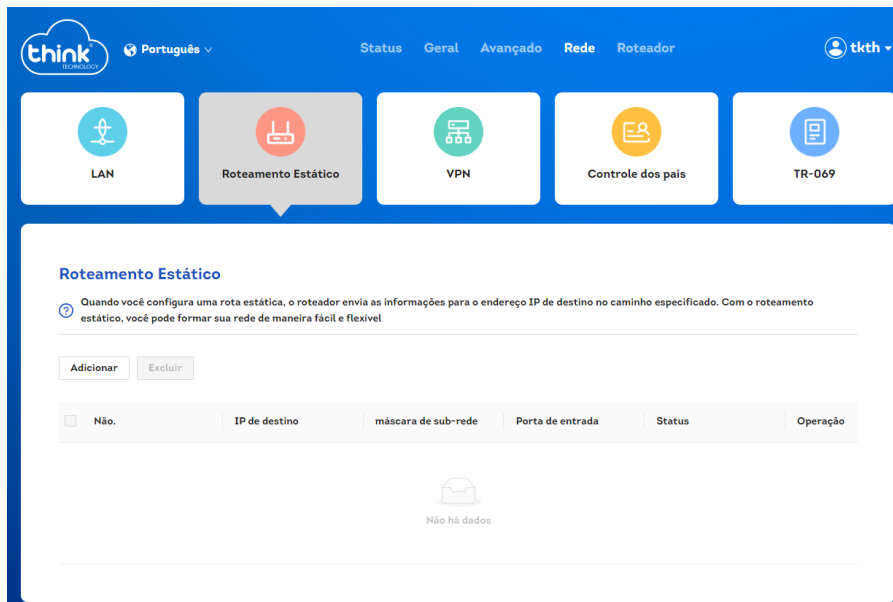 think
TECHNOLOGY
Português
Status Geral Avançado Rede Roteador
tkth
LAN
Roteamento Estático
VPN
Controle dos pais
TR-069
Roteamento Estático
Quando você configura uma rota estática, o roteador envia as informações para o endereço IP de destino no caminho especificado. Com o roteamento
estático, você pode formar sua rede de maneira fácil e flexível
Adicionar Excluir
Não. IP de destino máscara de sub-rede Porta de entrada Status Operação
Não há dados